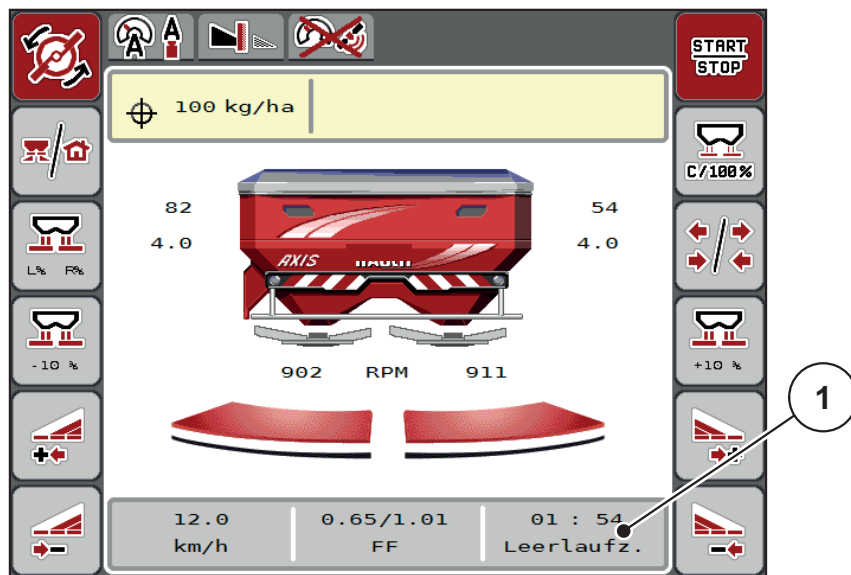 START
STOP
A A
100 kg/ha
C/100%
82 54
4.0 4.0
AXIS RAUCH
L% R%
-10 %
+10 %
902 RPM 911
1
12.0 0.65/1.01 01 : 54
km/h FF Leerlaufz.